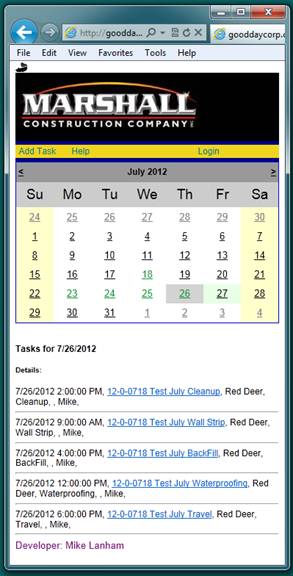 http://goodda...
gooddaycorp.c
File Edit View Favorites Tools Help
MARSHALL
CONSTRUCTION COMPANY
Add Task Help Login
< July 2012 >
Su Mo Tu We Th Fr Sa
24 25 26 27 28 29 30
1 2 3 4 5 6 7
8 9 10 11 12 13 14
15 16 17 18 19 20 21
22 23 24 25 26 27 28
29 30 31 1 2 3 4
Tasks for 7/26/2012
Details:
7/26/2012 2:00:00 PM, 12-0-0718 Test July Cleanup, Red Deer,
Cleanup, , Mike,
7/26/2012 9:00:00 AM, 12-0-0718 Test July Wall Strip, Red Deer,
Wall Strip, , Mike,
7/26/2012 4:00:00 PM, 12-0-0718 Test July BackFill, Red Deer,
BackFill, , Mike,
7/26/2012 12:00:00 PM, 12-0-0718 Test July Waterproofing, Red
Deer, Waterproofing, , Mike,
7/26/2012 6:00:00 PM, 12-0-0718 Test July Travel, Red Deer,
Travel, , Mike,
Developer: Mike Lanham